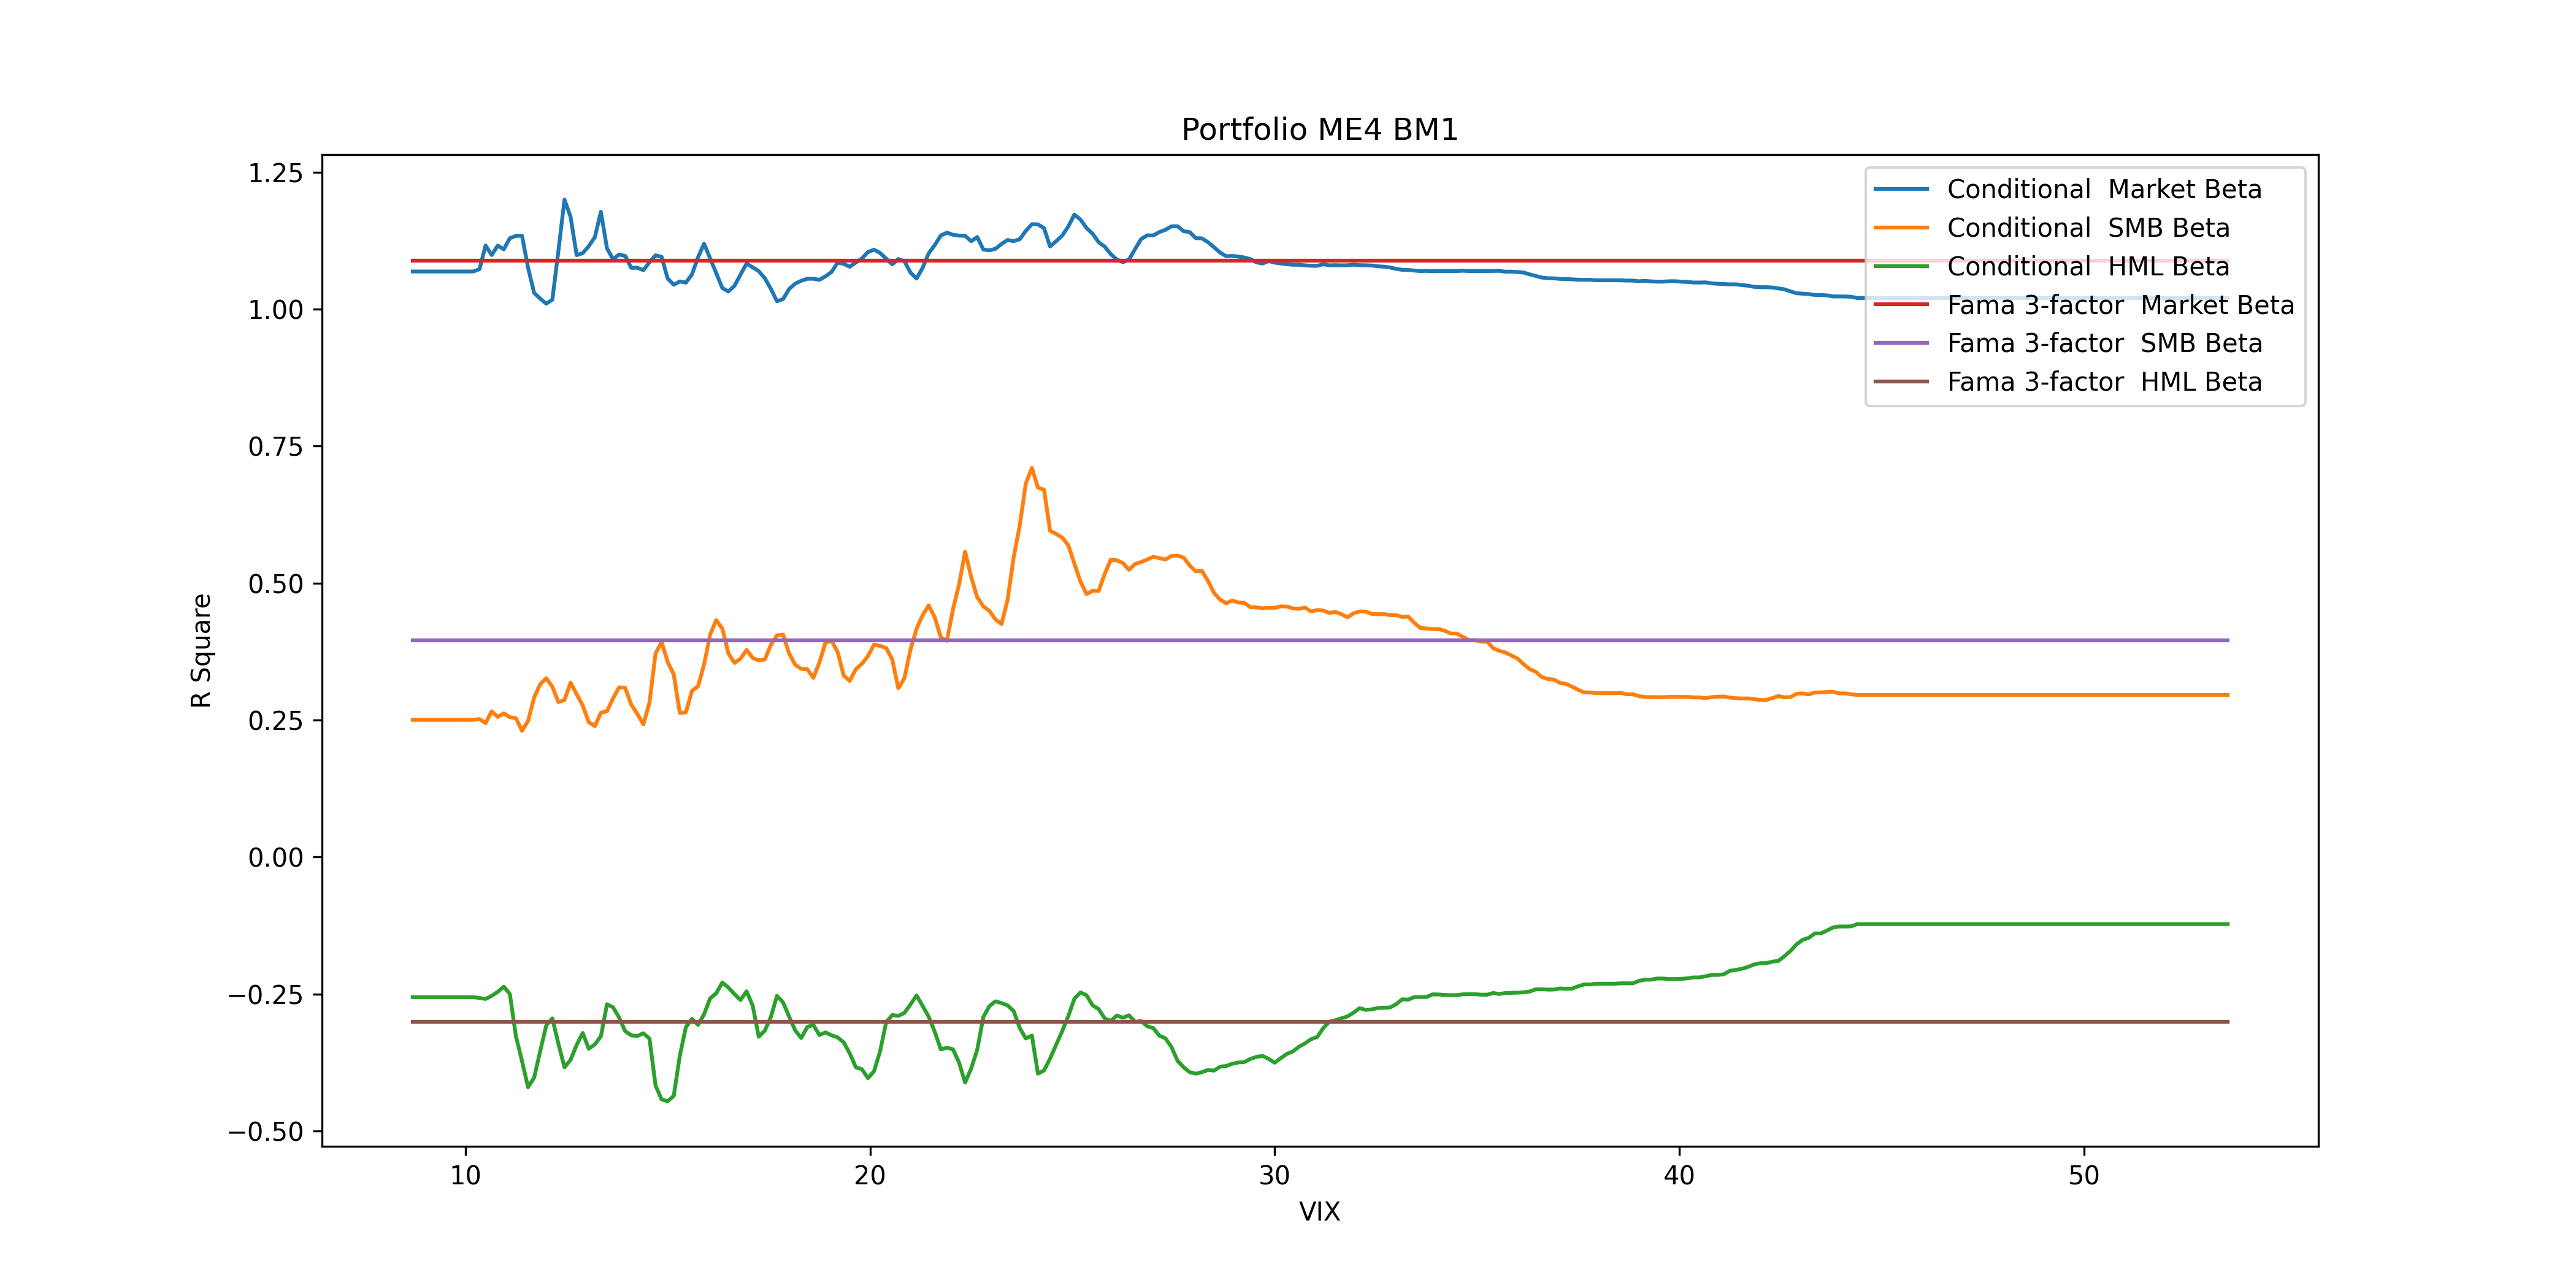 Portfolio ME4 BM1
1.25
1.00
0.75
0.50
0.25
0.00
−0.25
−0.50
R Square
Conditional  Market Beta
Conditional  SMB Beta
Conditional  HML Beta
Fama 3-factor  Market Beta
Fama 3-factor  SMB Beta
Fama 3-factor  HML Beta
10 20 30 40 50
VIX